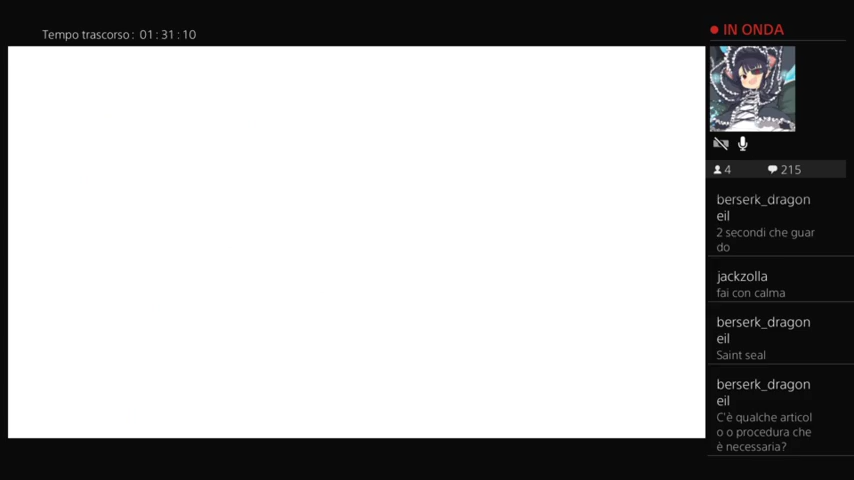 Tempo trascorso: 01:31:10
IN ONDA
4 215
berserk_dragon
eil
2 secondi che guar
do
jackzolla
fai con calma
berserk_dragon
eil
Saint seal
berserk_dragon
eil
C'è qualche articol
o o procedura che
è necessaria?